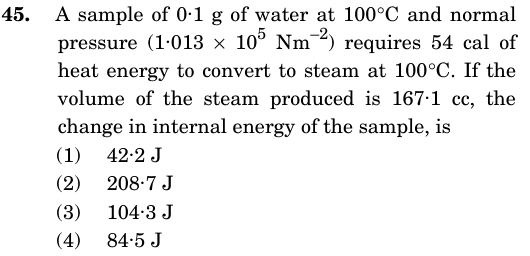 45. A sample of 0·1 g of water at 100°C and normal
pressure (1·013 × 10⁵ Nm⁻²) requires 54 cal of
heat energy to convert to steam at 100°C. If the
volume of the steam produced is 167·1 cc, the
change in internal energy of the sample, is
(1) 42·2 J
(2) 208·7 J
(3) 104·3 J
(4) 84·5 J